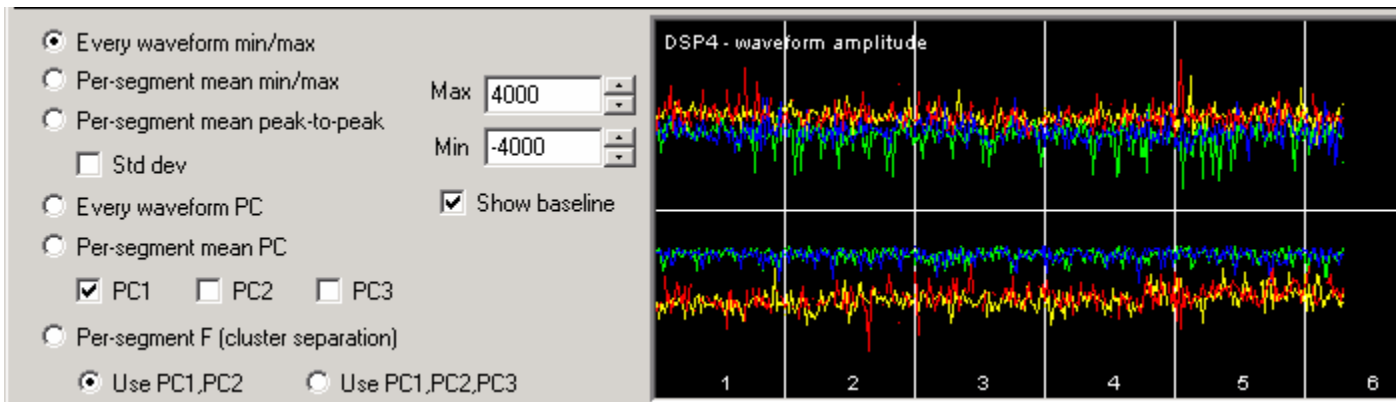 Every waveform min/max
Per-segment mean min/max
Per-segment mean peak-to-peak
Std dev
Every waveform PC
Per-segment mean PC
PC1 PC2 PC3
Per-segment F (cluster separation)
Use PC1,PC2 Use PC1,PC2,PC3
Max 4000
Min -4000
Show baseline
DSP4 - waveform amplitude
1 2 3 4 5 6